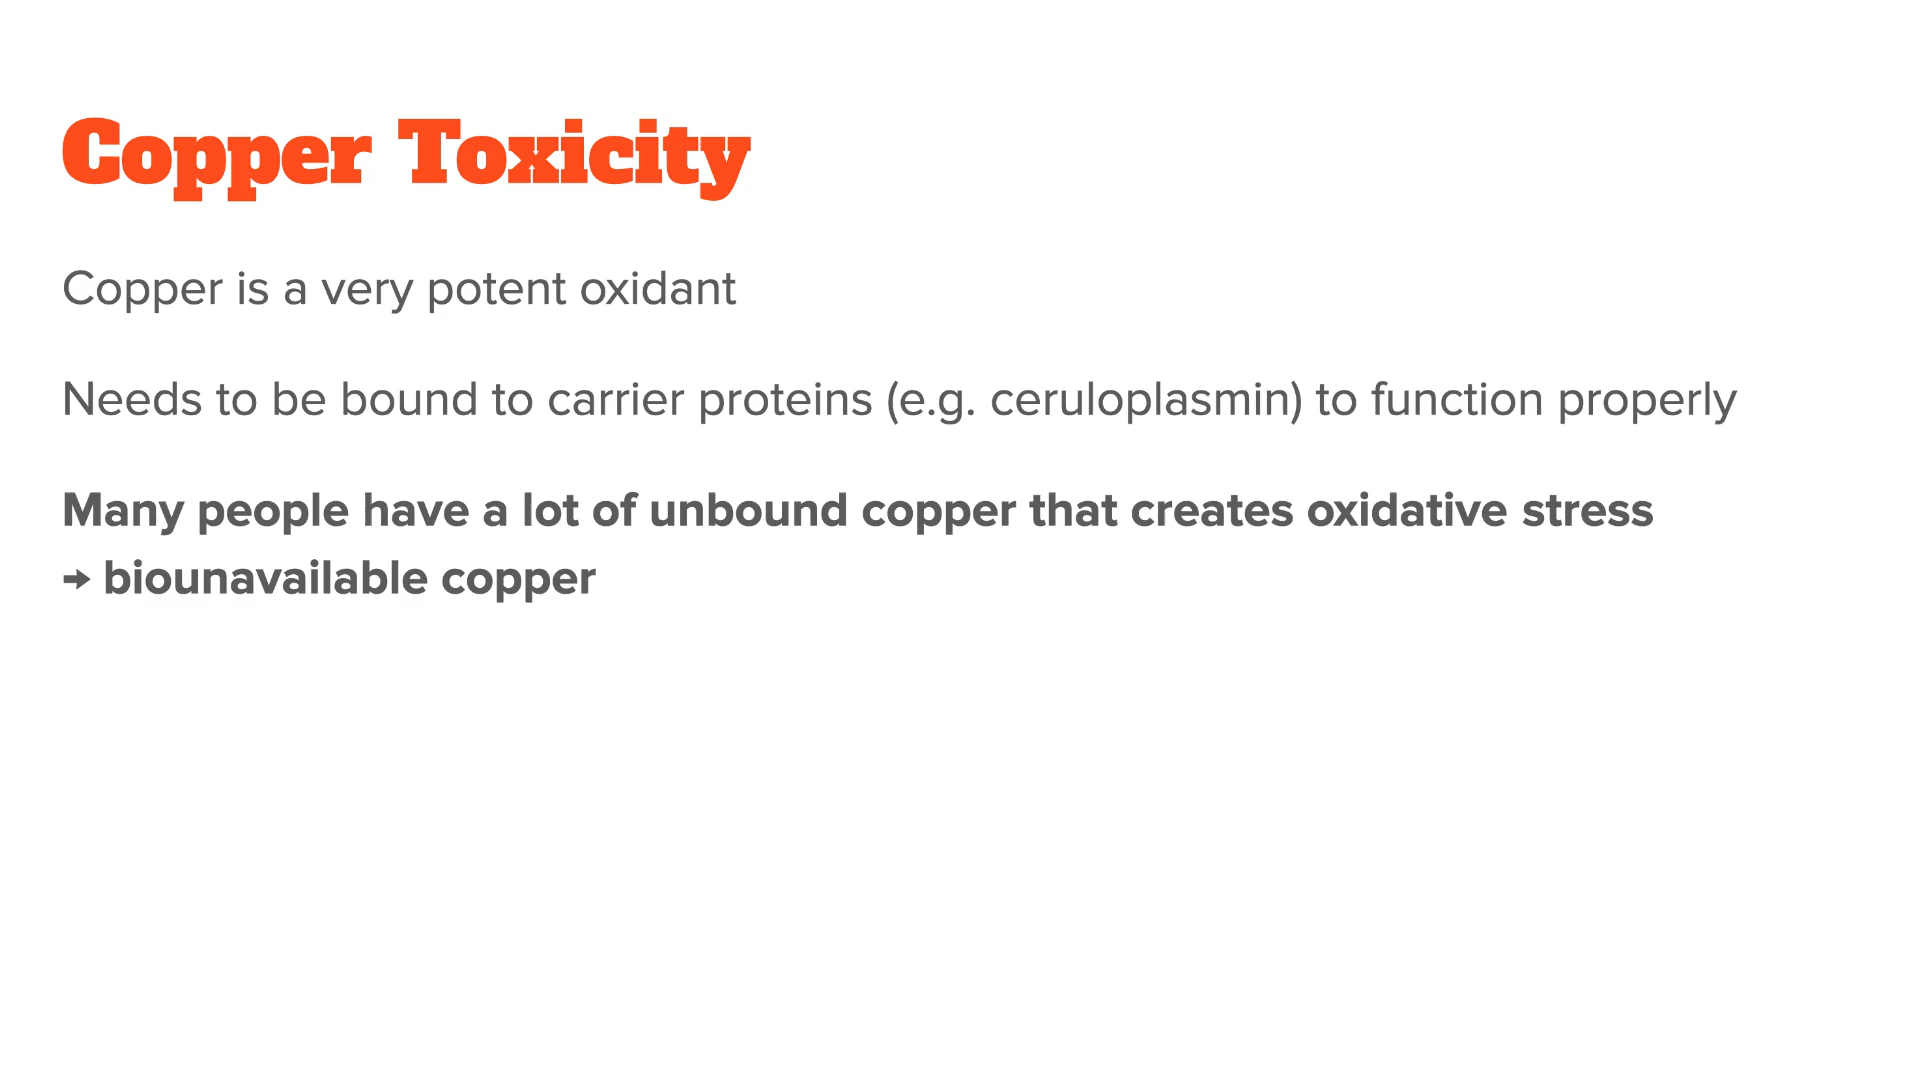 Copper Toxicity
Copper is a very potent oxidant
Needs to be bound to carrier proteins (e.g. ceruloplasmin) to function properly
Many people have a lot of unbound copper that creates oxidative stress
→ biounavailable copper